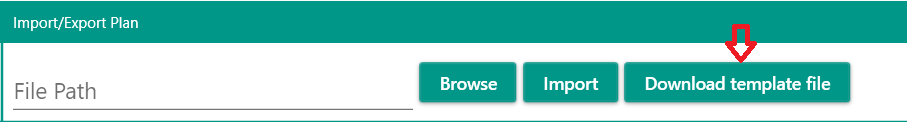 Import/Export Plan
File Path Browse Import Download template file